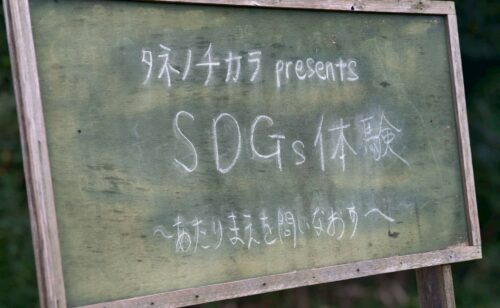 タネノチカラ presents
SDGs体験
〜あたりまえを問いなおす〜